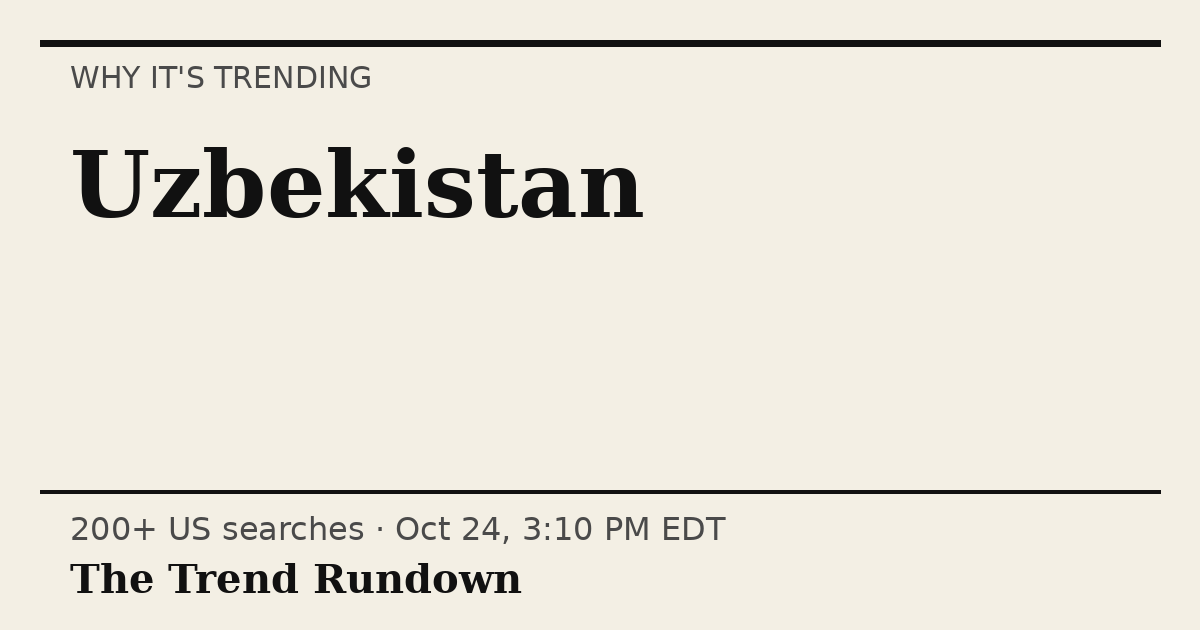 WHY IT'S TRENDING
Uzbekistan
200+ US searches · Oct 24, 3:10 PM EDT
The Trend Rundown